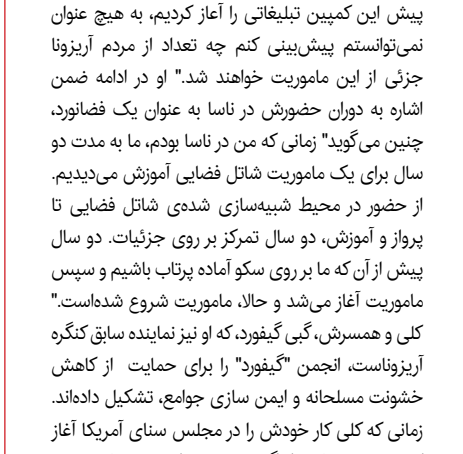 پیش این کمپین تبلیغاتی را آغاز کردیم، به هیچ عنوان
نمی‌توانستم پیش‌بینی کنم چه تعداد از مردم آریزونا
جزئی از این ماموریت خواهند شد." او در ادامه ضمن
اشاره به دوران حضورش در ناسا به عنوان یک فضانورد،
چنین می‌گوید" زمانی که من در ناسا بودم، ما به مدت دو
سال برای یک ماموریت شاتل فضایی آموزش می‌دیدیم.
از حضور در محیط شبیه‌سازی شده‌ی شاتل فضایی تا
پرواز و آموزش، دو سال تمرکز بر روی جزئیات. دو سال
پیش از آن که ما بر روی سکو آماده پرتاب باشیم و سپس
ماموریت آغاز می‌شد و حالا، ماموریت شروع شده‌است."
کلی و همسرش، گبی گیفورد، که او نیز نماینده سابق کنگره
آریزوناست، انجمن "گیفورد" را برای حمایت از کاهش
خشونت مسلحانه و ایمن سازی جوامع، تشکیل داده‌اند.
زمانی که کلی کار خودش را در مجلس سنای آمریکا آغاز